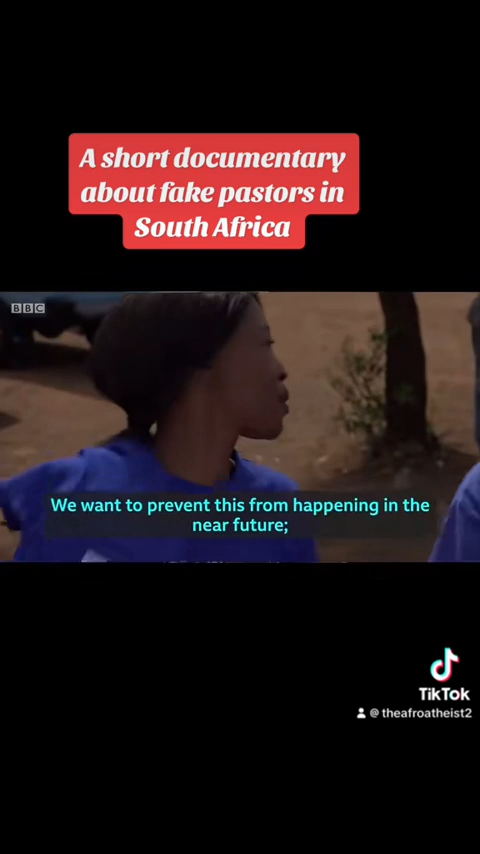 A short documentary
about fake pastors in
South Africa
BBC
We want to prevent this from happening in the
near future;
TikTok
@theafroatheist2